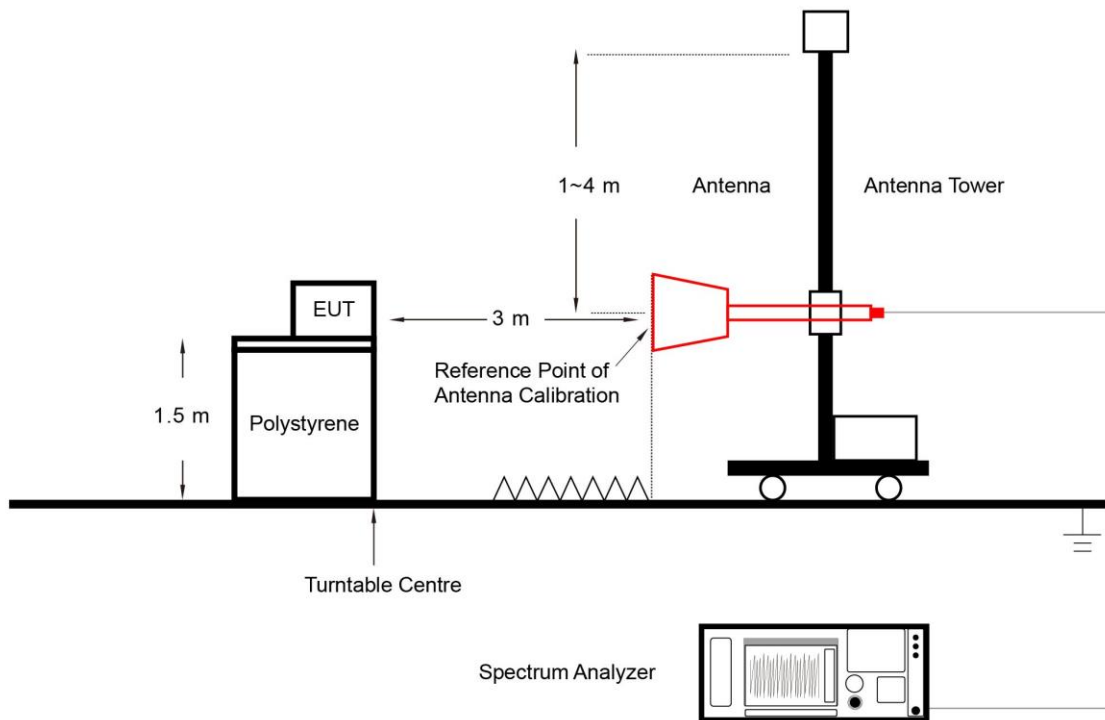 1~4 m
Antenna
Antenna Tower
EUT
3 m
Reference Point of
Antenna Calibration
1.5 m
Polystyrene
Turntable Centre
Spectrum Analyzer